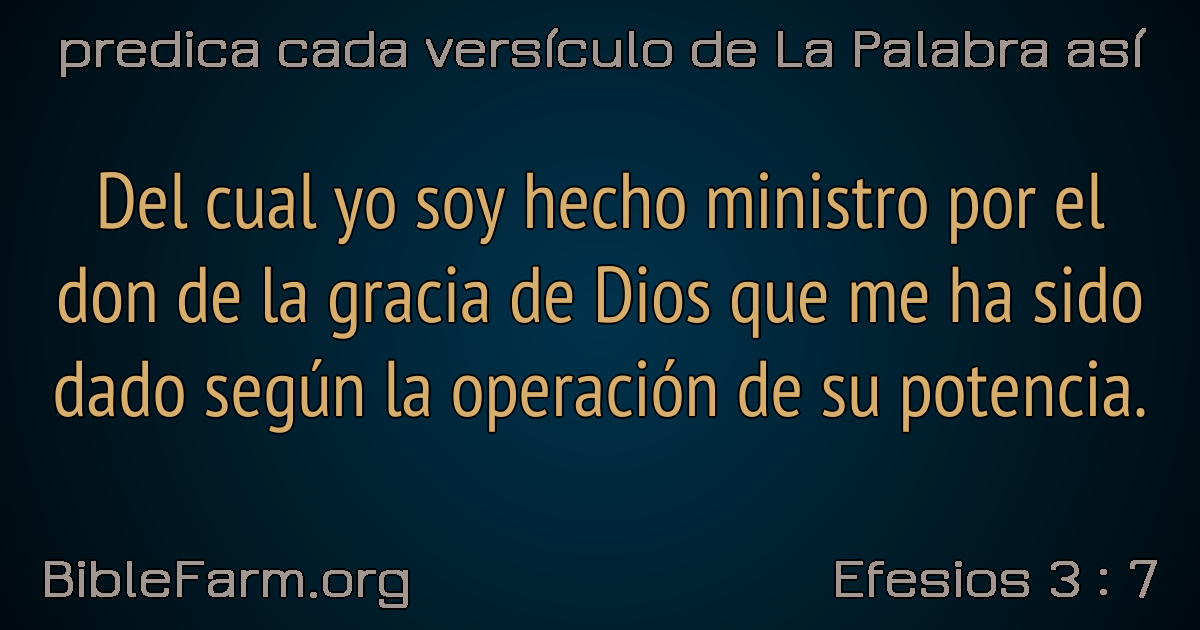 predica cada versículo de La Palabra así
Del cual yo soy hecho ministro por el
don de la gracia de Dios que me ha sido
dado según la operación de su potencia.
BibleFarm.org
Efesios 3 : 7